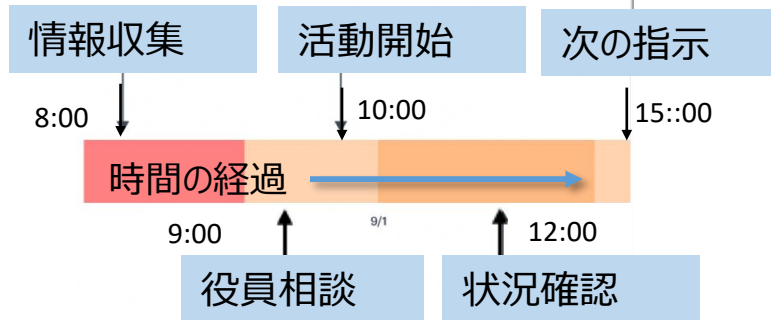 情報収集
活動開始
次の指示
8:00
10:00
15::00
時間の経過
9:00
9/1
12:00
役員相談
状況確認